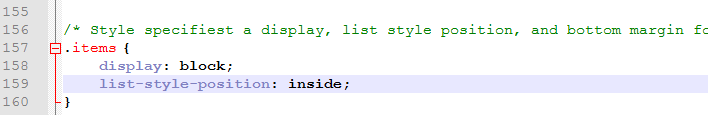 155
156 /* Style specifiest a display, list style position, and bottom margin fo
157 .items {
158 display: block;
159 list-style-position: inside;
160 }